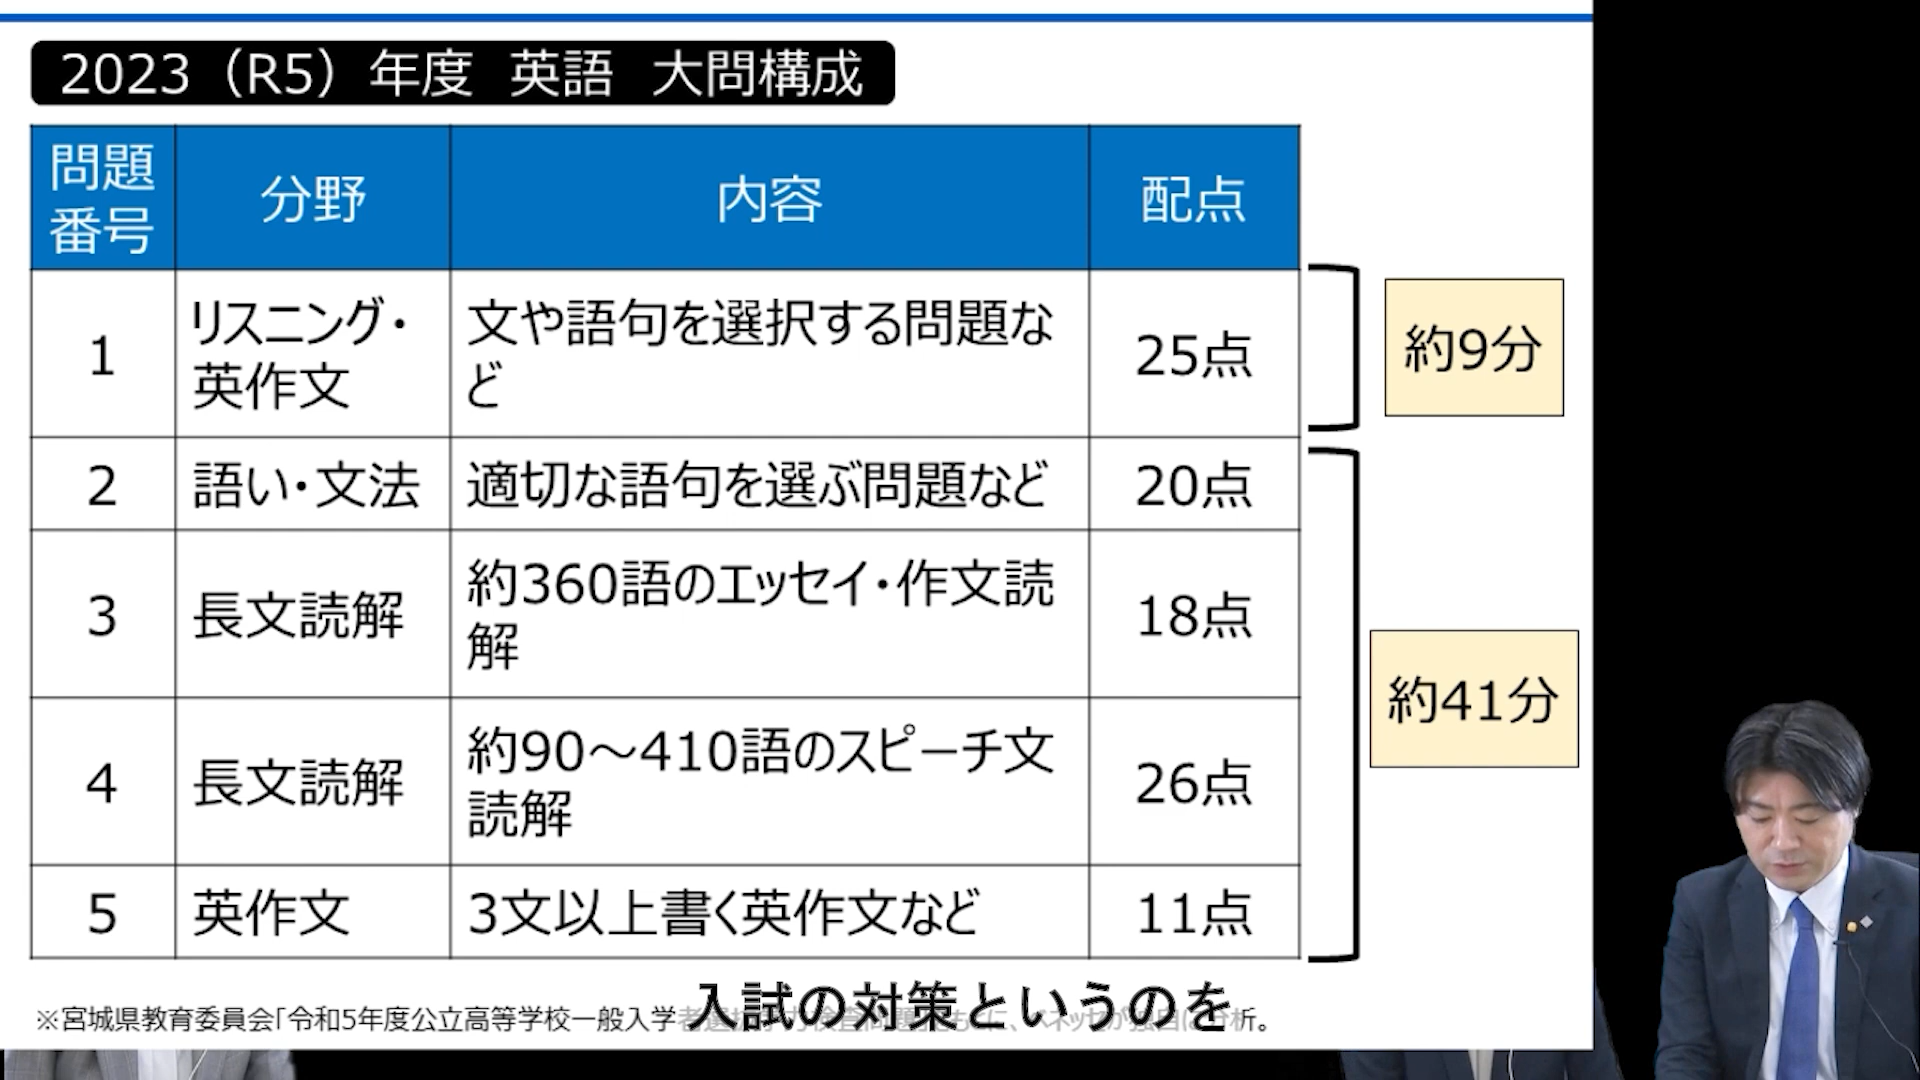 2023（R5）年度 英語 大問構成
問題
番号
分野
内容
配点
1
リスニング・
英作文
文や語句を選択する問題な
ど
25点
約9分
2
語い・文法
適切な語句を選ぶ問題など
20点
3
長文読解
約360語のエッセイ・作文読
解
18点
4
長文読解
約90～410語のスピーチ文
読解
26点
約41分
5
英作文
3文以上書く英作文など
11点
※宮城県教育委員会「令和5年度公立高等学校一般入学
析。
入試の対策というのを